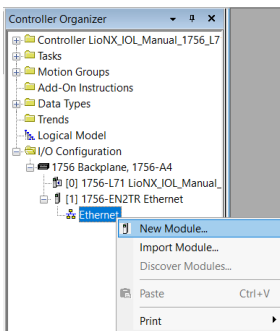 Controller Organizer
Controller LioNX_IOL_Manual_1756_L7
Tasks
Motion Groups
Add-On Instructions
Data Types
Trends
Logical Model
I/O Configuration
1756 Backplane, 1756-A4
[0] 1756-L71 LioNX_IOL_Manual_
[1] 1756-EN2TR Ethernet
Ethernet
New Module...
Import Module...
Discover Modules...
Paste Ctrl+V
Print